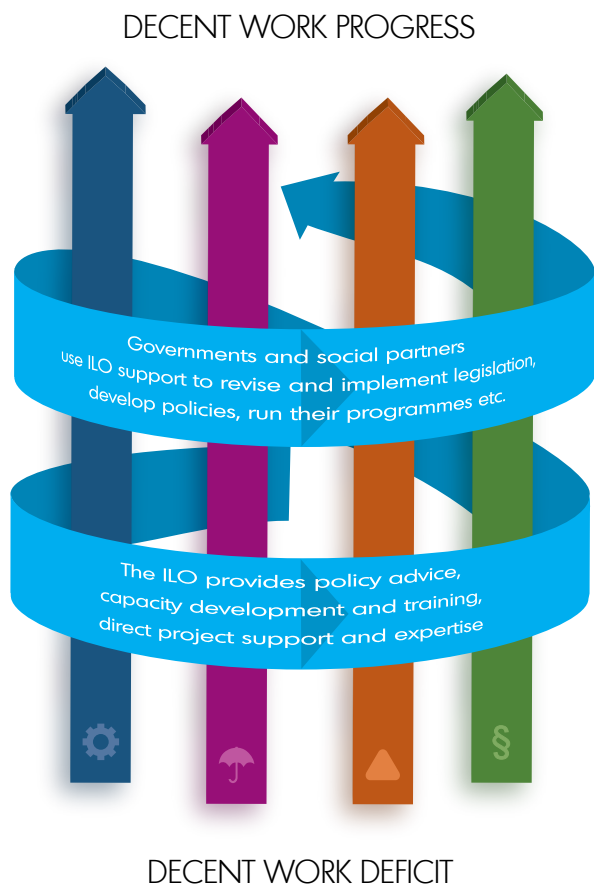 DECENT WORK PROGRESS
Governments and social partners
use ILO support to revise and implement legislation,
develop policies, run their programmes etc.
The ILO provides policy advice,
capacity development and training,
direct project support and expertise
§
DECENT WORK DEFICIT